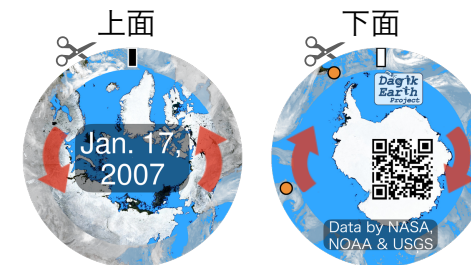 上面
下面
Jan. 17,
2007
Dagik
Earth
Project
Data by NASA,
NOAA & USGS